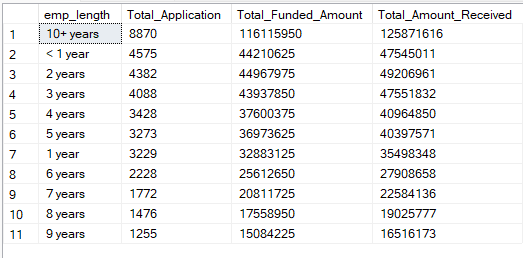 emp_length Total_Application Total_Funded_Amount Total_Amount_Received
1 10+ years 8870 116115950 125871616
2 < 1 year 4575 44210625 47545011
3 2 years 4382 44967975 49206961
4 3 years 4088 43937850 47551832
5 4 years 3428 37600375 40964850
6 5 years 3273 36973625 40397571
7 1 year 3229 32883125 35498348
8 6 years 2228 25612650 27908658
9 7 years 1772 20811725 22584136
10 8 years 1476 17558950 19025777
11 9 years 1255 15084225 16516173